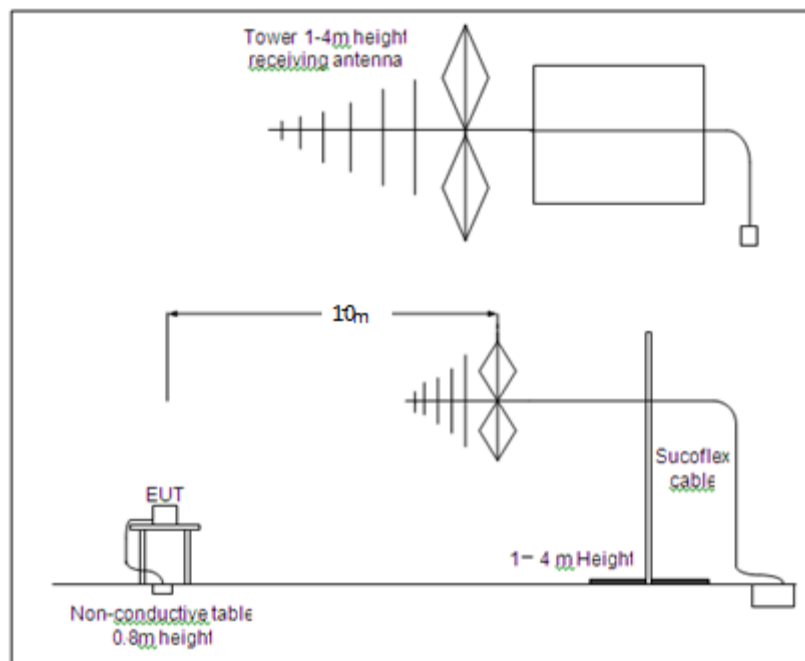 Tower 1-4m height
receiving antenna
10m
EUT
Sucoflex
cable
1– 4 m Height
Non-conductive table
0.8m height